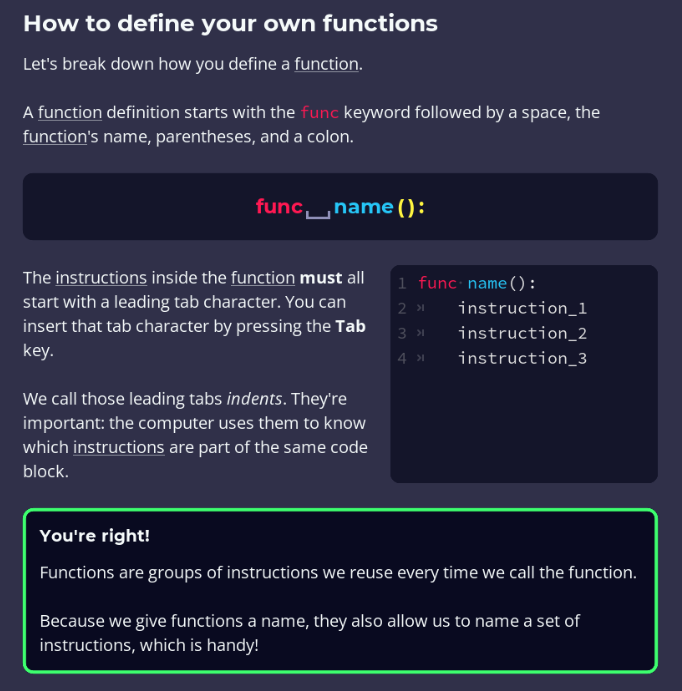 How to define your own functions
Let's break down how you define a function.
A function definition starts with the func keyword followed by a space, the
function's name, parentheses, and a colon.
func name():
The instructions inside the function must all
start with a leading tab character. You can
insert that tab character by pressing the Tab
key.
We call those leading tabs indents. They're
important: the computer uses them to know
which instructions are part of the same code
block.
1 func name():
2 instruction_1
3 instruction_2
4 instruction_3
You're right!
Functions are groups of instructions we reuse every time we call the function.
Because we give functions a name, they also allow us to name a set of
instructions, which is handy!